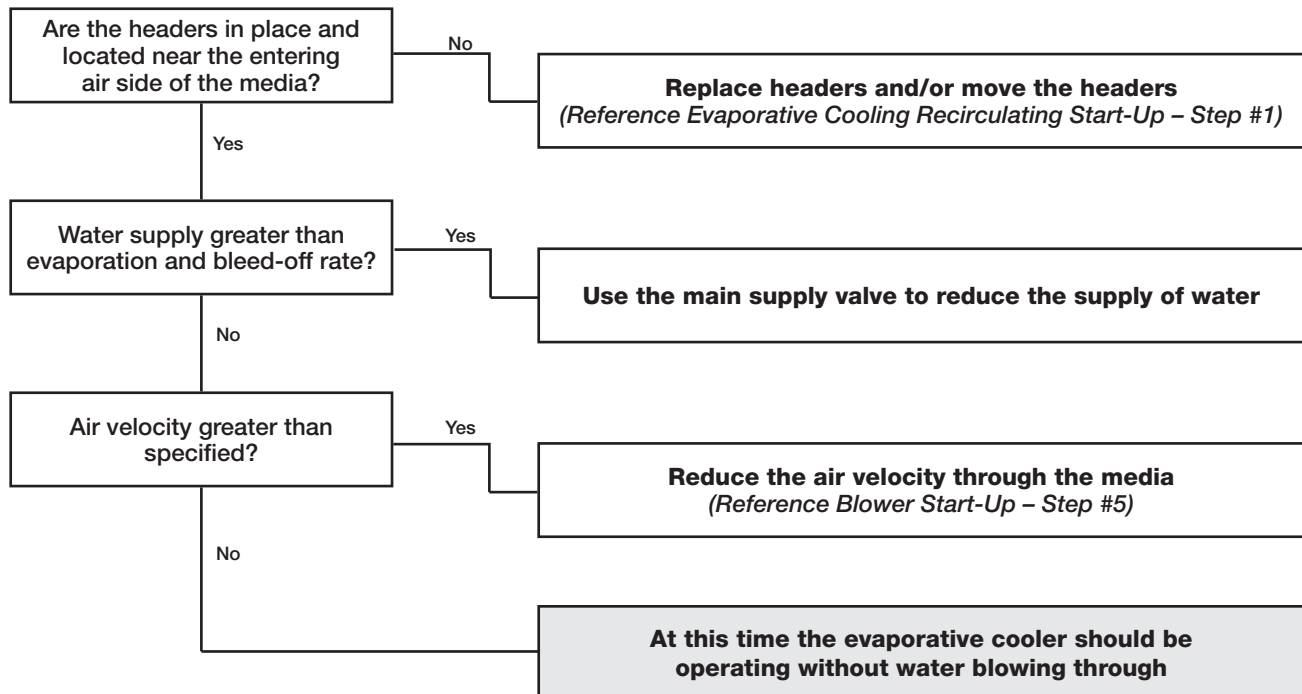 Are the headers in place and
located near the entering
air side of the media?
No
Replace headers and/or move the headers
(Reference Evaporative Cooling Recirculating Start-Up – Step #1)
Yes
Water supply greater than
evaporation and bleed-off rate?
Yes
Use the main supply valve to reduce the supply of water
No
Air velocity greater than
specified?
Yes
Reduce the air velocity through the media
(Reference Blower Start-Up – Step #5)
No
At this time the evaporative cooler should be
operating without water blowing through